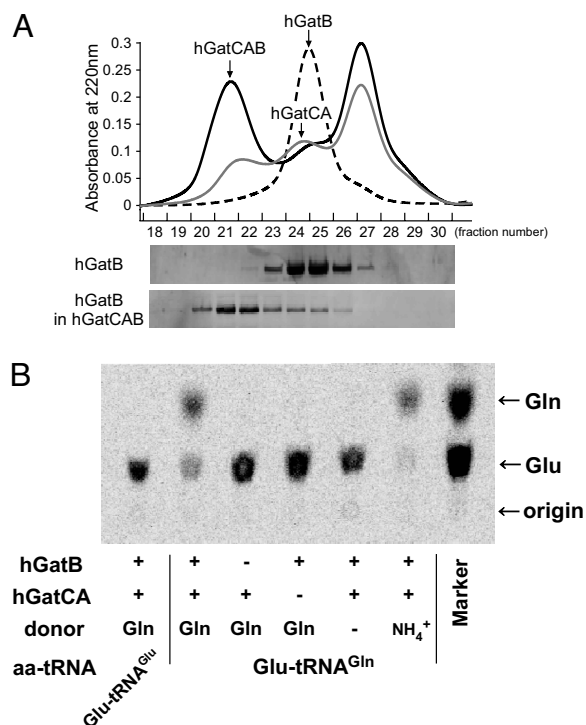 A
hGatB
hGatCAB
hGatCA
Absorbance at 220nm
0.3
0.25
0.2
0.15
0.1
0.05
0
18 19 20 21 22 23 24 25 26 27 28 29 30 (fraction number)
hGatB
hGatB
in hGatCAB
B
←Gln
←Glu
←origin
hGatB + + - + + +
hGatCA + + + - + +
donor Gln Gln Gln Gln - NH4+
aa-tRNA Glu-tRNAGlu Glu-tRNAGln
Marker